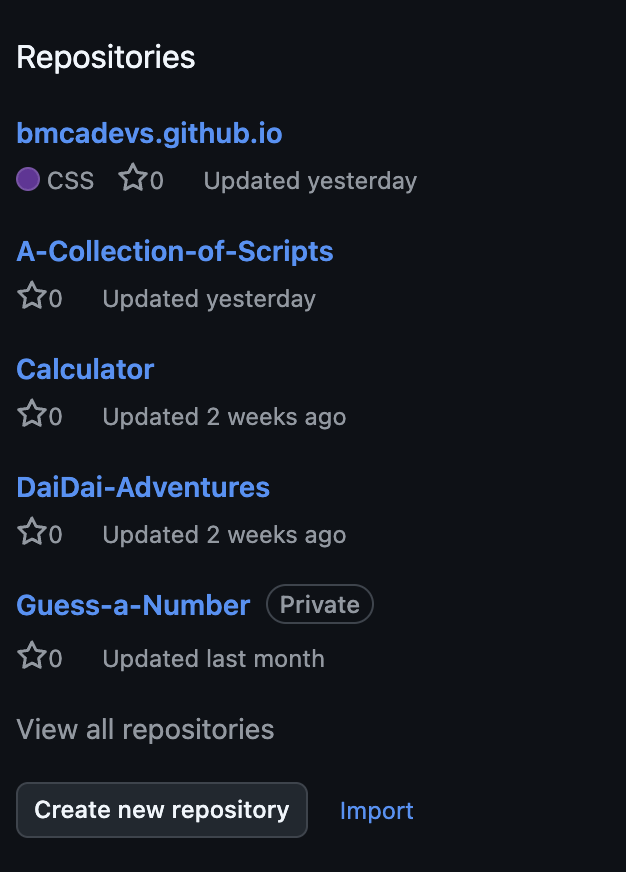 Repositories
bmcadevs.github.io
CSS 0 Updated yesterday
A-Collection-of-Scripts
0 Updated yesterday
Calculator
0 Updated 2 weeks ago
DaiDai-Adventures
0 Updated 2 weeks ago
Guess-a-Number Private
0 Updated last month
View all repositories
Create new repository Import